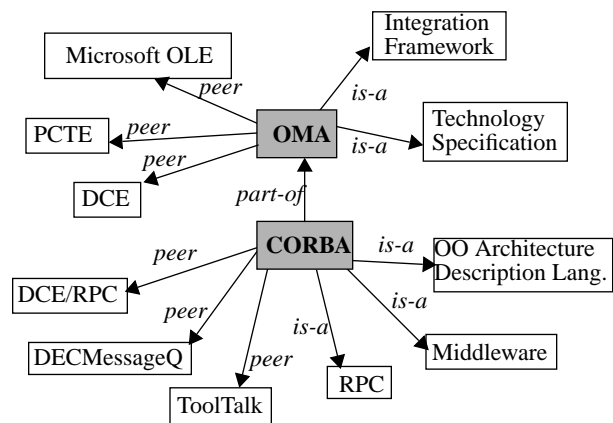 Integration
Framework
Microsoft OLE
peer
is-a
PCTE
peer
OMA
Technology
Specification
is-a
peer
DCE
part-of
CORBA
is-a
OO Architecture
Description Lang.
peer
DCE/RPC
is-a
peer
is-a
DECMessageQ
peer
Middleware
RPC
ToolTalk